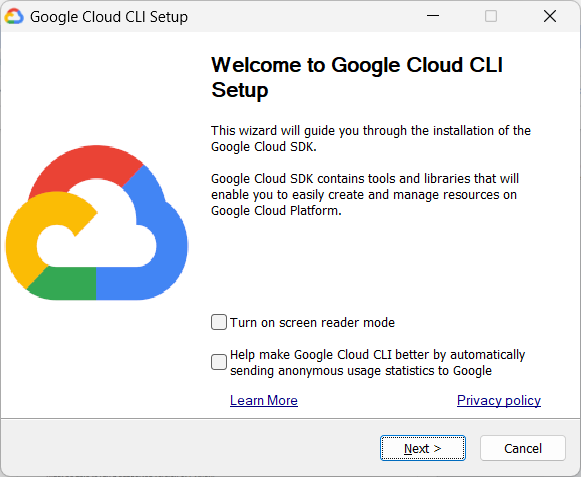 Google Cloud CLI Setup
Welcome to Google Cloud CLI
Setup
This wizard will guide you through the installation of the
Google Cloud SDK.
Google Cloud SDK contains tools and libraries that will
enable you to easily create and manage resources on
Google Cloud Platform.
Turn on screen reader mode
Help make Google Cloud CLI better by automatically
sending anonymous usage statistics to Google
Learn More Privacy policy
Next > Cancel